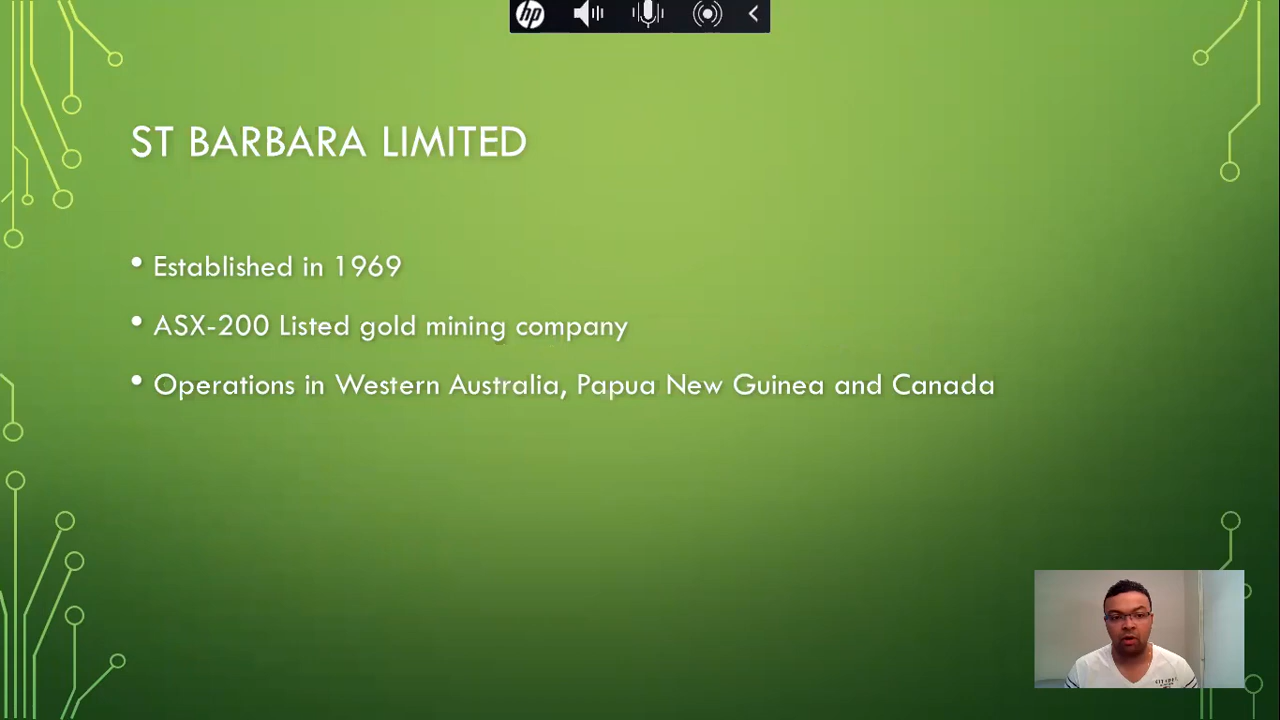 hp
ST BARBARA LIMITED
• Established in 1969
• ASX-200 Listed gold mining company
• Operations in Western Australia, Papua New Guinea and Canada